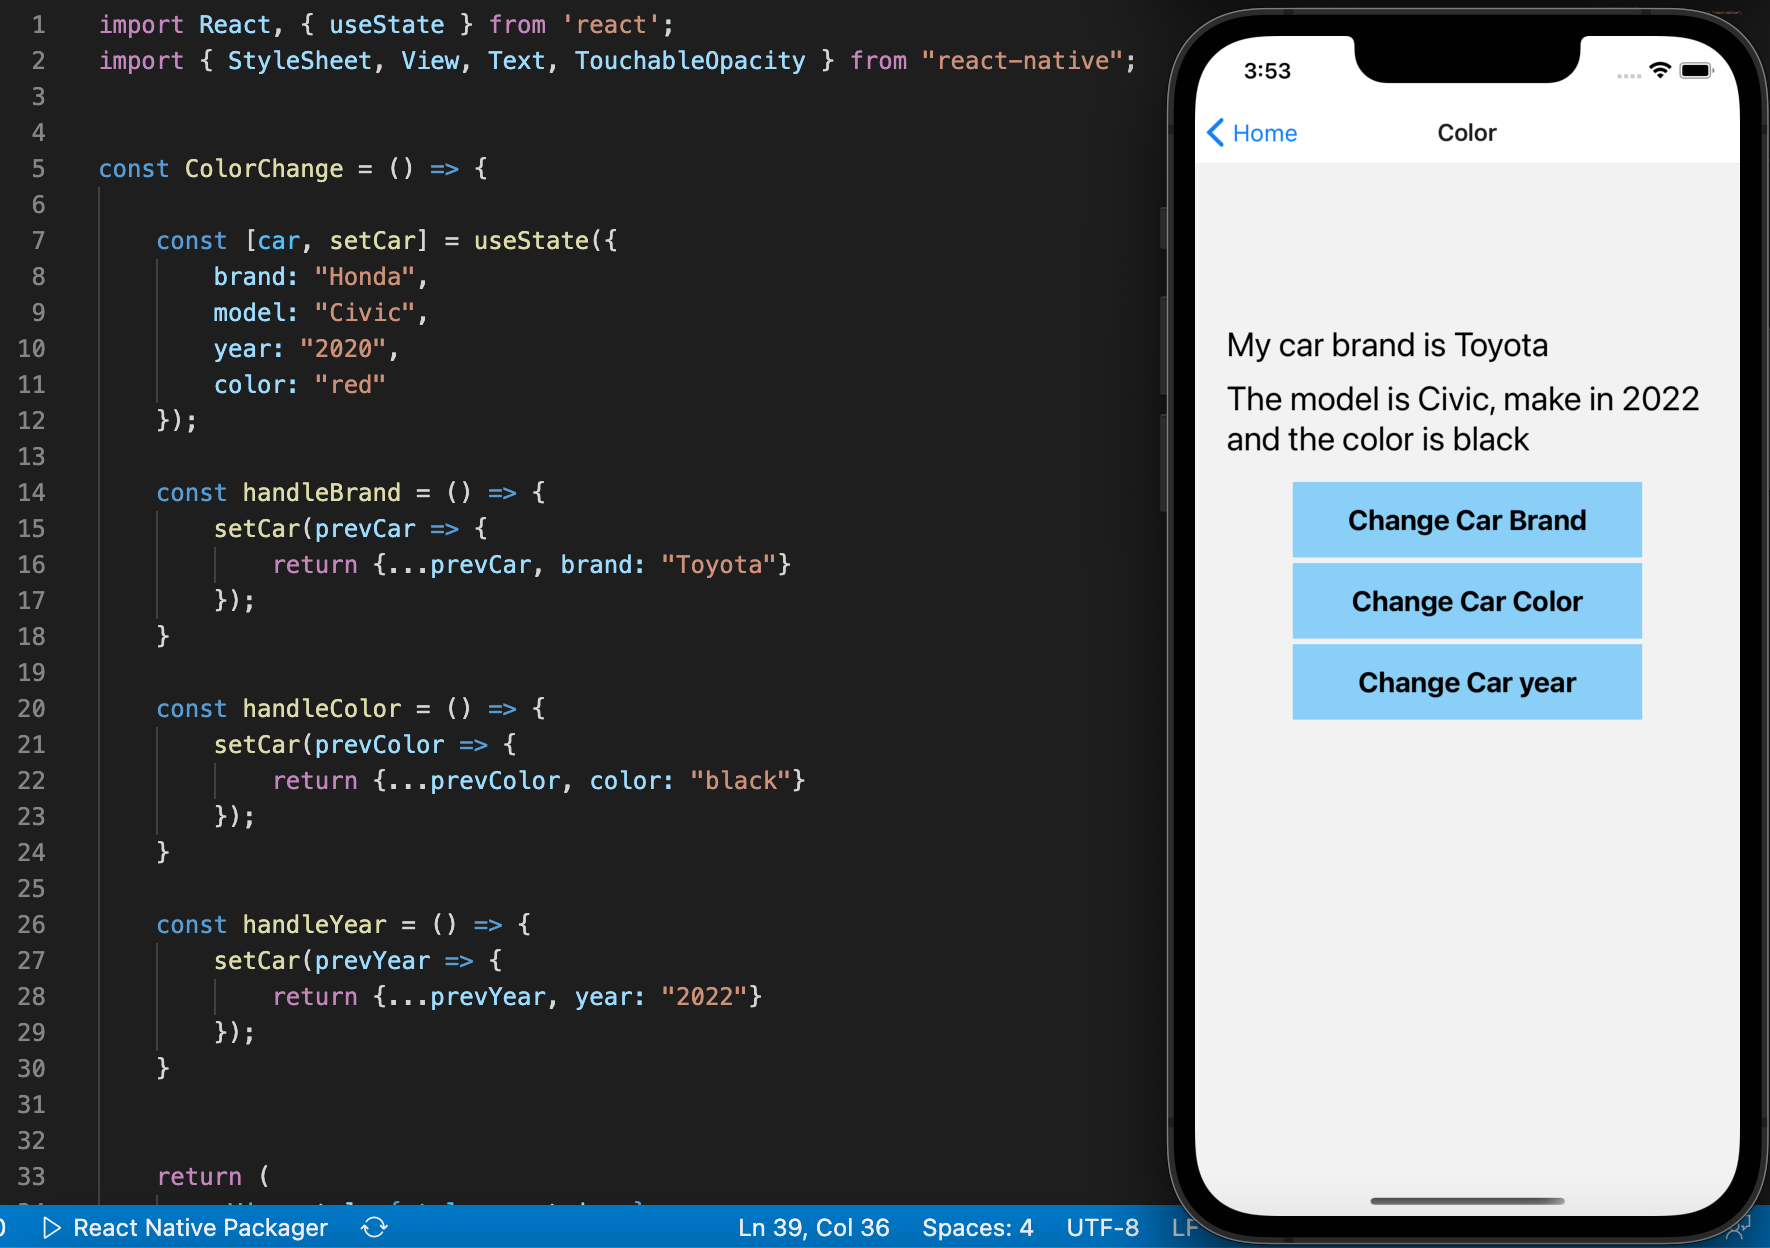 1 import React, { useState } from 'react';
2 import { StyleSheet, View, Text, TouchableOpacity } from "react-native";
3
4
5 const ColorChange = () => {
6
7 const [car, setCar] = useState({
8 brand: "Honda",
9 model: "Civic",
10 year: "2020",
11 color: "red"
12 });
13
14 const handleBrand = () => {
15 setCar(prevCar => {
16 return {...prevCar, brand: "Toyota"}
17 });
18 }
19
20 const handleColor = () => {
21 setCar(prevColor => {
22 return {...prevColor, color: "black"}
23 });
24 }
25
26 const handleYear = () => {
27 setCar(prevYear => {
28 return {...prevYear, year: "2022"}
29 });
30 }
31
32
33 return (
React Native Packager
Ln 39, Col 36 Spaces: 4 UTF-8 LF
3:53
Home Color
My car brand is Toyota
The model is Civic, make in 2022
and the color is black
Change Car Brand
Change Car Color
Change Car year